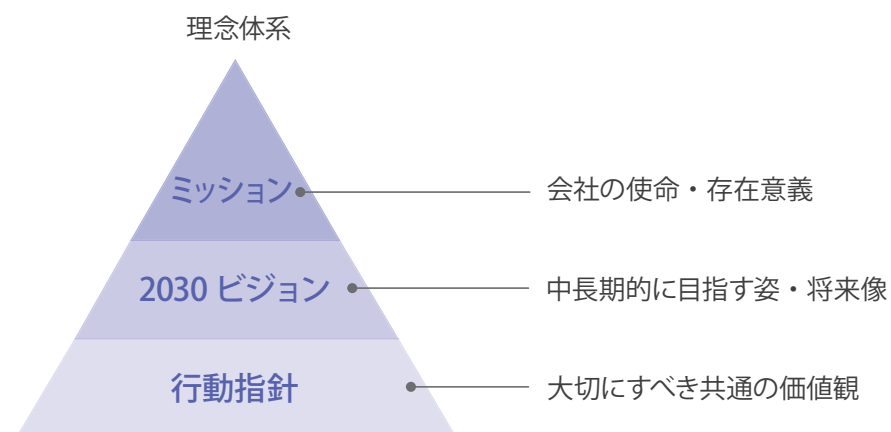 理念体系
ミッション
会社の使命・存在意義
2030 ビジョン
中長期的に目指す姿・将来像
行動指針
大切にすべき共通の価値観